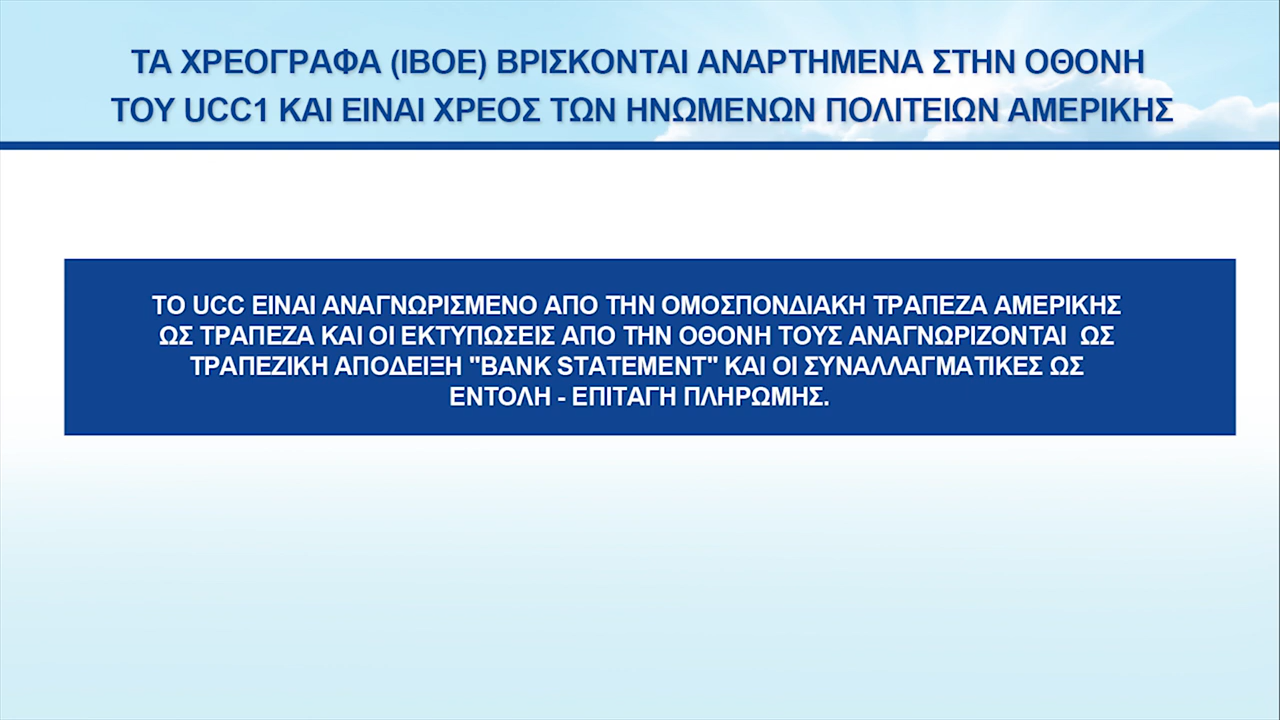 ΤΑ ΧΡΕΟΓΡΑΦΑ (ΙΒΟΕ) ΒΡΙΣΚΟΝΤΑΙ ΑΝΑΡΤΗΜΕΝΑ ΣΤΗΝ ΟΘΟΝΗ
ΤΟΥ UCC1 ΚΑΙ ΕΙΝΑΙ ΧΡΕΟΣ ΤΩΝ ΗΝΩΜΕΝΩΝ ΠΟΛΙΤΕΙΩΝ ΑΜΕΡΙΚΗΣ
ΤΟ UCC ΕΙΝΑΙ ΑΝΑΓΝΩΡΙΣΜΕΝΟ ΑΠΟ ΤΗΝ ΟΜΟΣΠΟΝΔΙΑΚΗ ΤΡΑΠΕΖΑ ΑΜΕΡΙΚΗΣ
ΩΣ ΤΡΑΠΕΖΑ ΚΑΙ ΟΙ ΕΚΤΥΠΩΣΕΙΣ ΑΠΟ ΤΗΝ ΟΘΟΝΗ ΤΟΥΣ ΑΝΑΓΝΩΡΙΖΟΝΤΑΙ  ΩΣ
ΤΡΑΠΕΖΙΚΗ ΑΠΟΔΕΙΞΗ "BANK STATEMENT" ΚΑΙ ΟΙ ΣΥΝΑΛΛΑΓΜΑΤΙΚΕΣ ΩΣ
ΕΝΤΟΛΗ - ΕΠΙΤΑΓΗ ΠΛΗΡΩΜΗΣ.